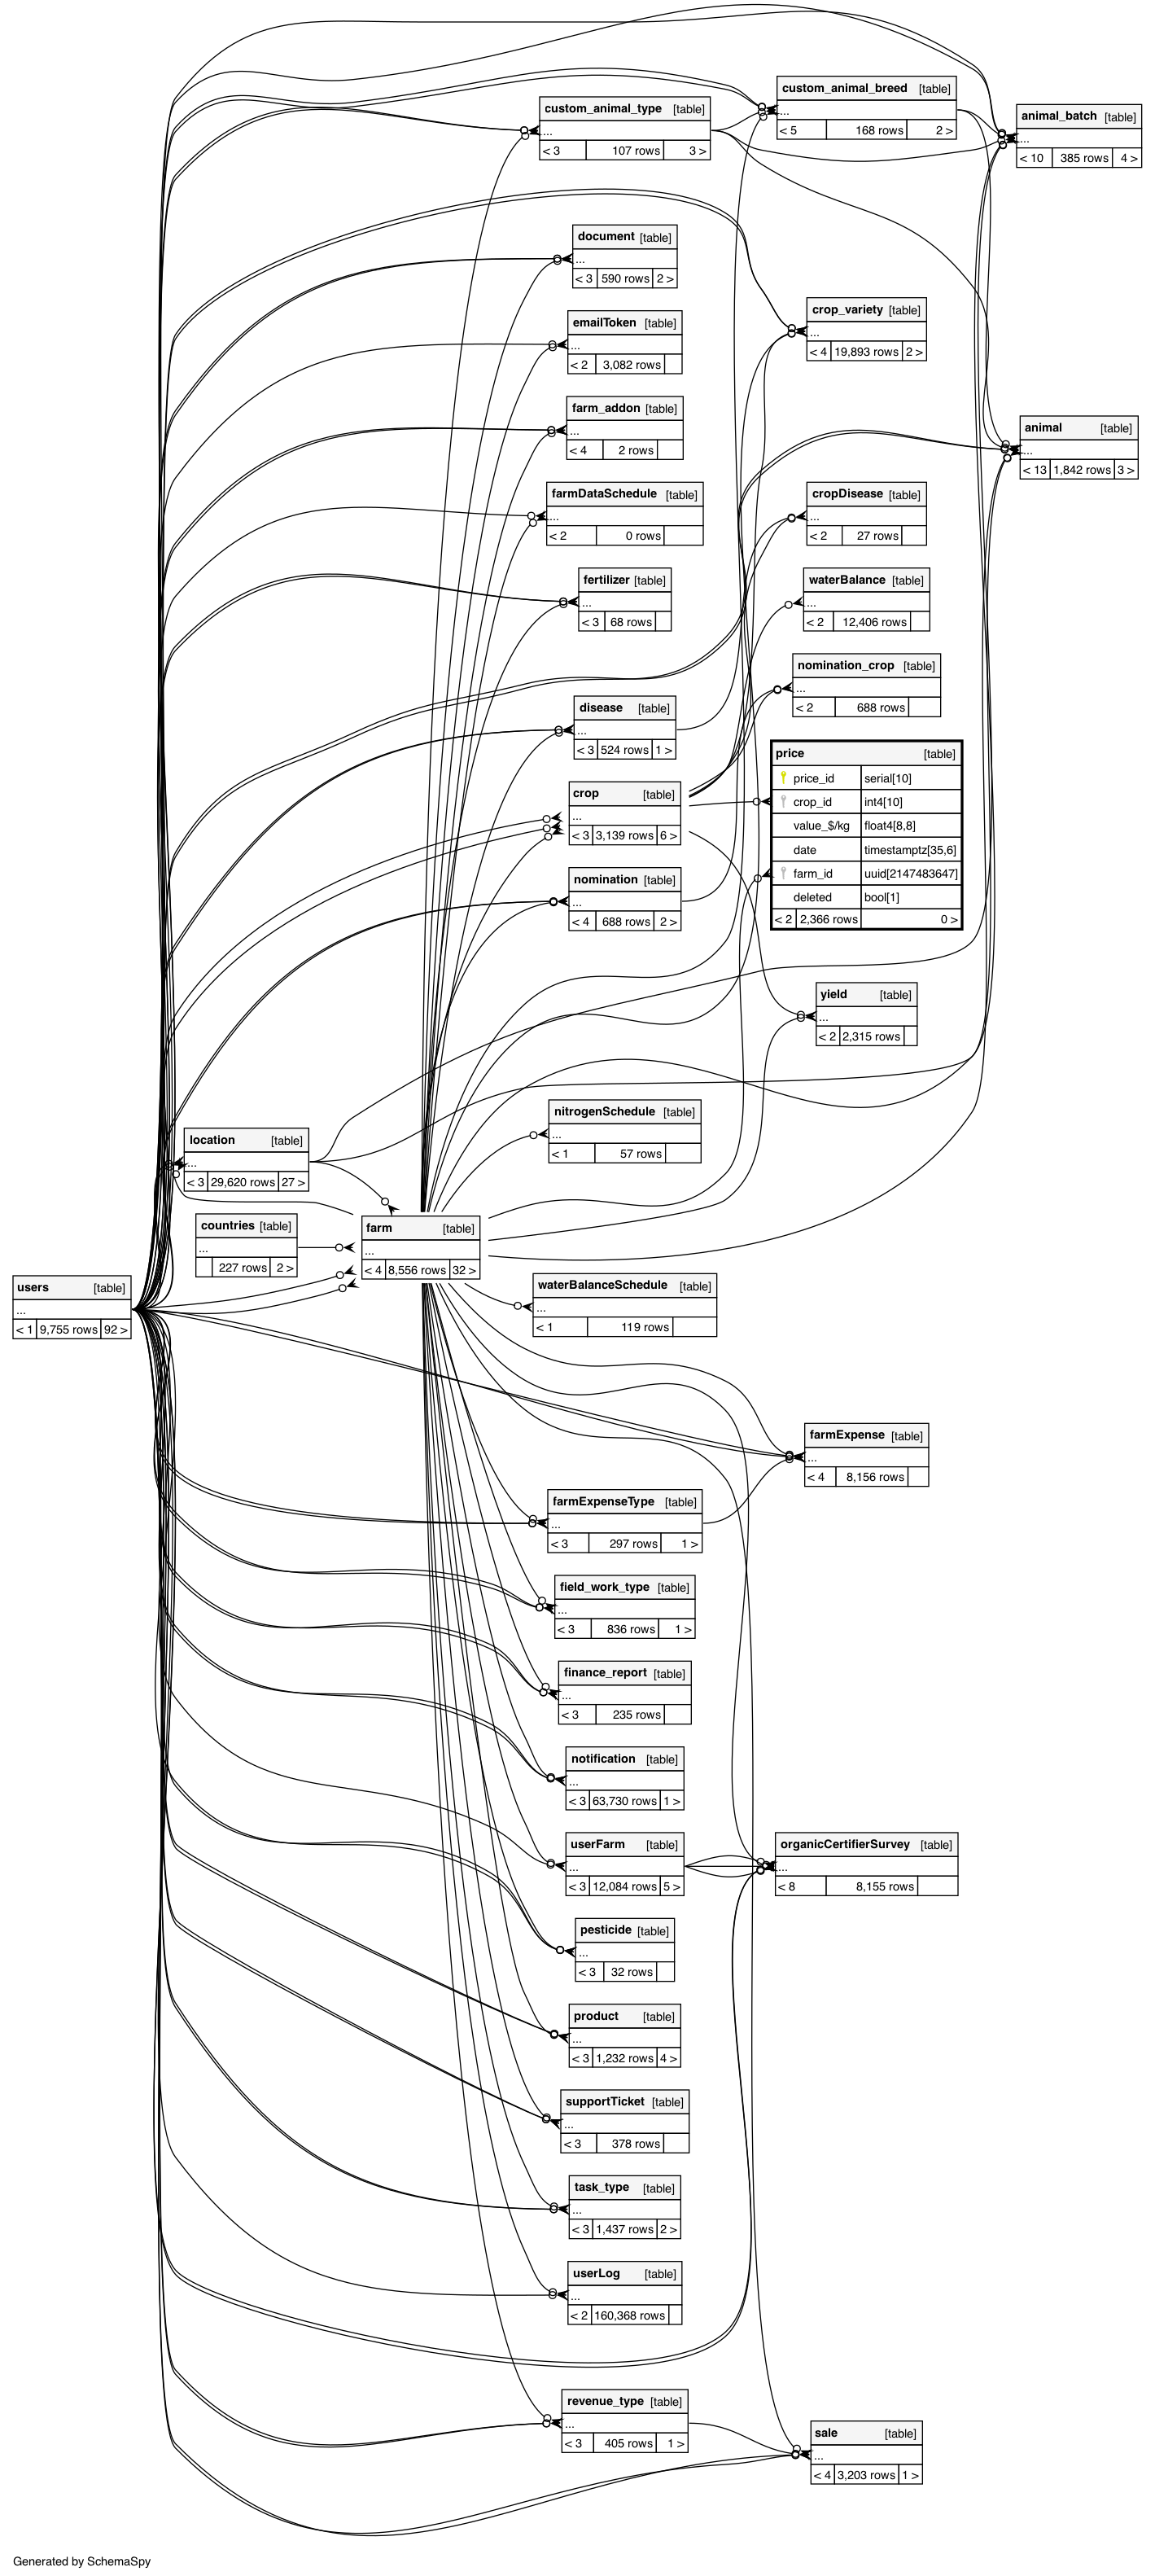 custom_animal_breed [table]
...
< 5 168 rows 2 >
custom_animal_type [table]
...
< 3 107 rows 3 >
animal_batch [table]
...
< 10 385 rows 4 >
document [table]
...
< 3 590 rows 2 >
crop_variety [table]
...
< 4 19,893 rows 2 >
emailToken [table]
...
< 2 3,082 rows
farm_addon [table]
...
< 4 2 rows
animal [table]
...
< 13 1,842 rows 3 >
farmDataSchedule [table]
...
< 2 0 rows
cropDisease [table]
...
< 2 27 rows
fertilizer [table]
...
< 3 68 rows
waterBalance [table]
...
< 2 12,406 rows
nomination_crop [table]
...
< 2 688 rows
disease [table]
...
< 3 524 rows 1 >
price [table]
price_id serial[10]
crop_id int4[10]
value_$/kg float4[8,8]
date timestamptz[35,6]
farm_id uuid[2147483647]
deleted bool[1]
< 2 2,366 rows 0 >
crop [table]
...
< 3 3,139 rows 6 >
nomination [table]
...
< 4 688 rows 2 >
yield [table]
...
< 2 2,315 rows
nitrogenSchedule [table]
...
< 1 57 rows
location [table]
...
< 3 29,620 rows 27 >
countries [table]
...
227 rows 2 >
farm [table]
...
< 4 8,556 rows 32 >
users [table]
...
< 1 9,755 rows 92 >
waterBalanceSchedule [table]
...
< 1 119 rows
farmExpense [table]
...
< 4 8,156 rows
farmExpenseType [table]
...
< 3 297 rows 1 >
field_work_type [table]
...
< 3 836 rows 1 >
finance_report [table]
...
< 3 235 rows
notification [table]
...
< 3 63,730 rows 1 >
userFarm [table]
...
< 3 12,084 rows 5 >
organicCertifierSurvey [table]
...
< 8 8,155 rows
pesticide [table]
...
< 3 32 rows
product [table]
...
< 3 1,232 rows 4 >
supportTicket [table]
...
< 3 378 rows
task_type [table]
...
< 3 1,437 rows 2 >
userLog [table]
...
< 2 160,368 rows
revenue_type [table]
...
< 3 405 rows 1 >
sale [table]
...
< 4 3,203 rows 1 >
Generated by SchemaSpy